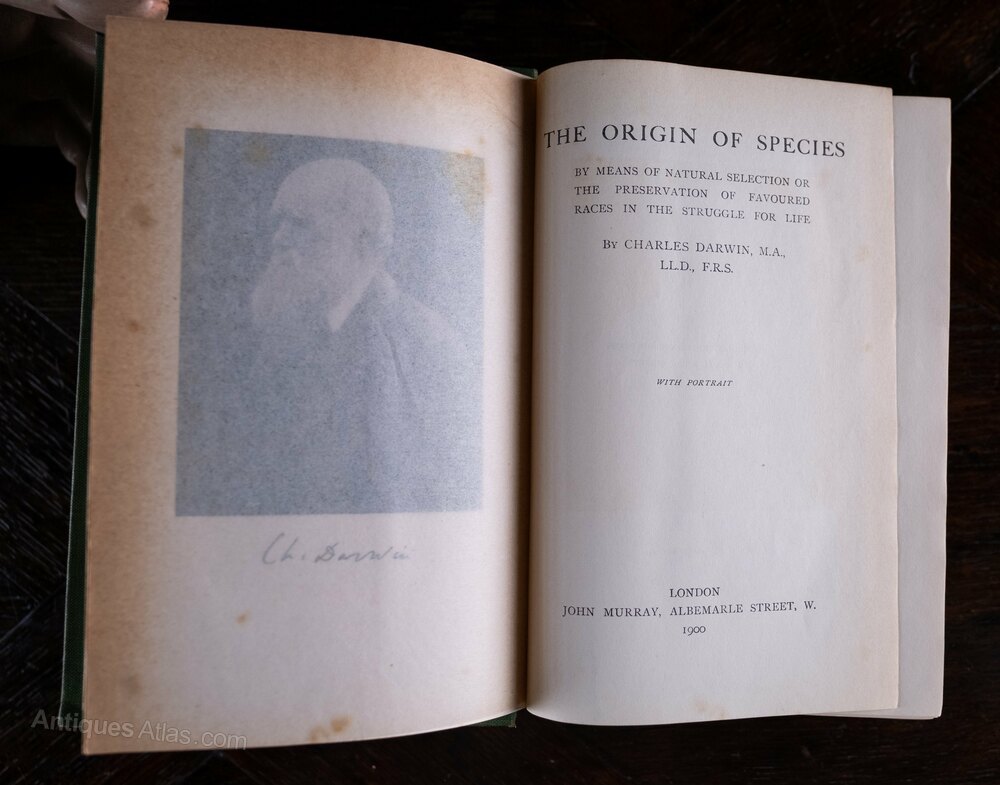 Ch. Darwin
THE ORIGIN OF SPECIES
BY MEANS OF NATURAL SELECTION OR
THE PRESERVATION OF FAVOURED
RACES IN THE STRUGGLE FOR LIFE
BY CHARLES DARWIN, M.A.,
LL.D., F.R.S.
WITH PORTRAIT
LONDON
JOHN MURRAY, ALBEMARLE STREET, W.
1900
Antiques Atlas.com